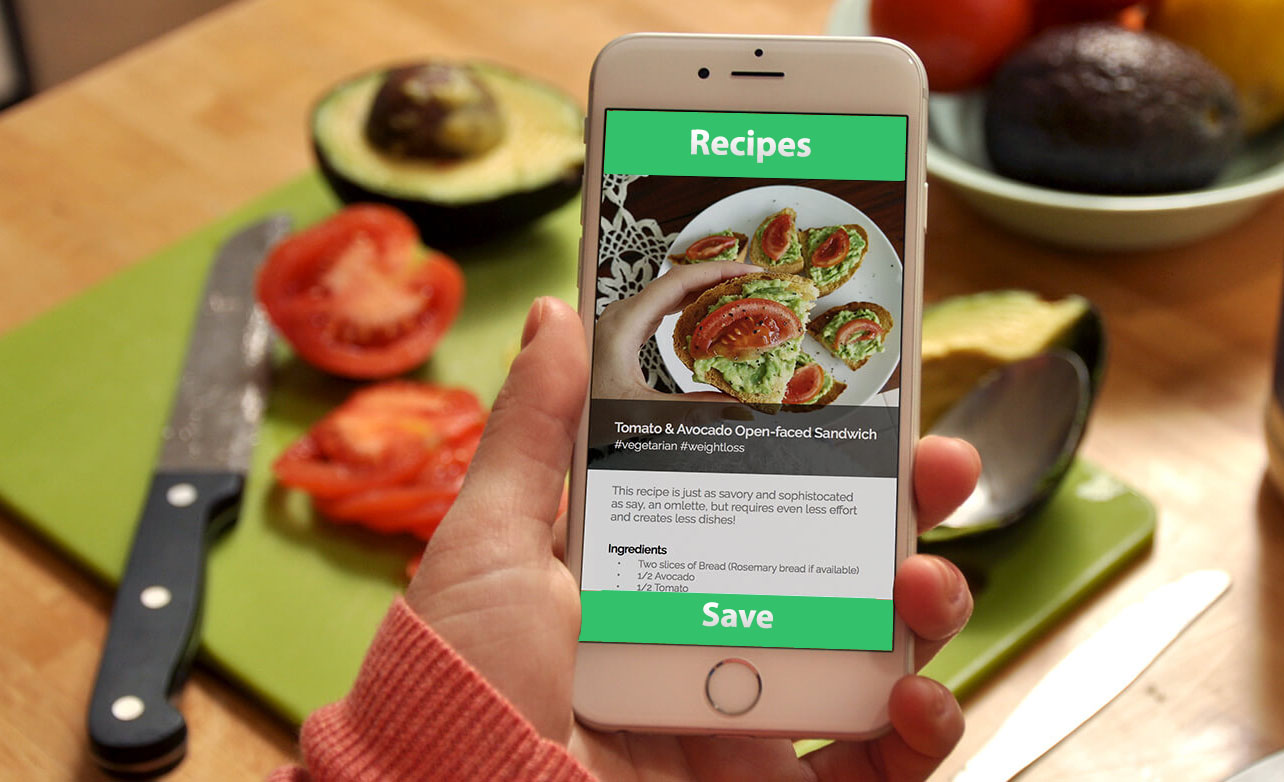 Recipes
Tomato & Avocado Open-faced Sandwich
#vegetarian #weightloss
This recipe is just as savory and sophistocated
as say, an omlette, but requires even less effort
and creates less dishes!
Ingredients
• Two slices of Bread (Rosemary bread if available)
• 1/2 Avocado
• 1/2 Tomato
Save